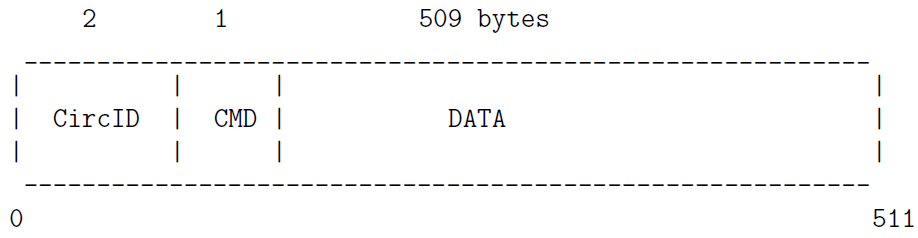 2 1 509 bytes
CircID CMD DATA
0 511